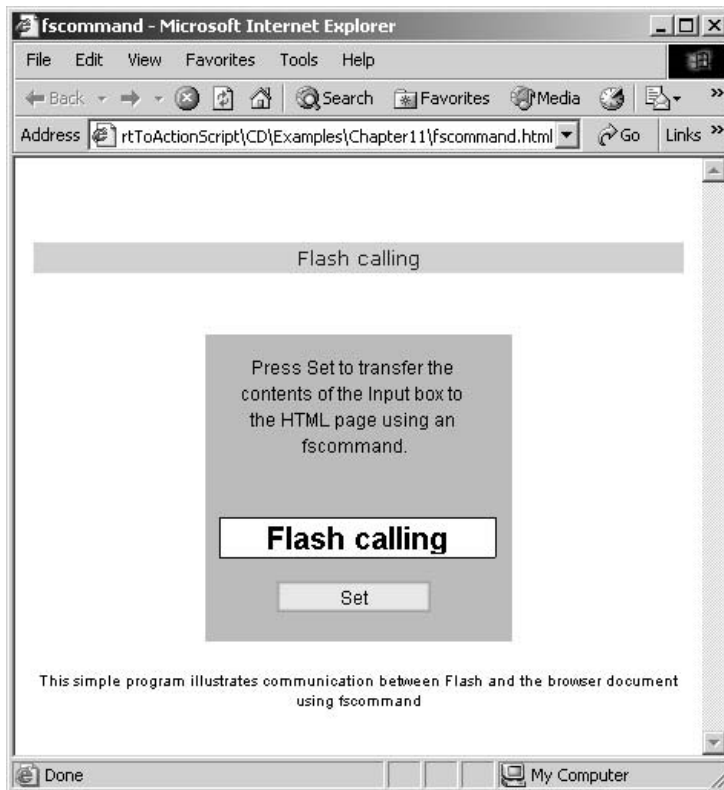 fscommand - Microsoft Internet Explorer
File Edit View Favorites Tools Help
Back Search Favorites Media »
Address rtToActionScript\CD\Examples\Chapter11\fscommand.html Go Links »
Flash calling
Press Set to transfer the
contents of the Input box to
the HTML page using an
fscommand.
Flash calling
Set
This simple program illustrates communication between Flash and the browser document
using fscommand
Done My Computer